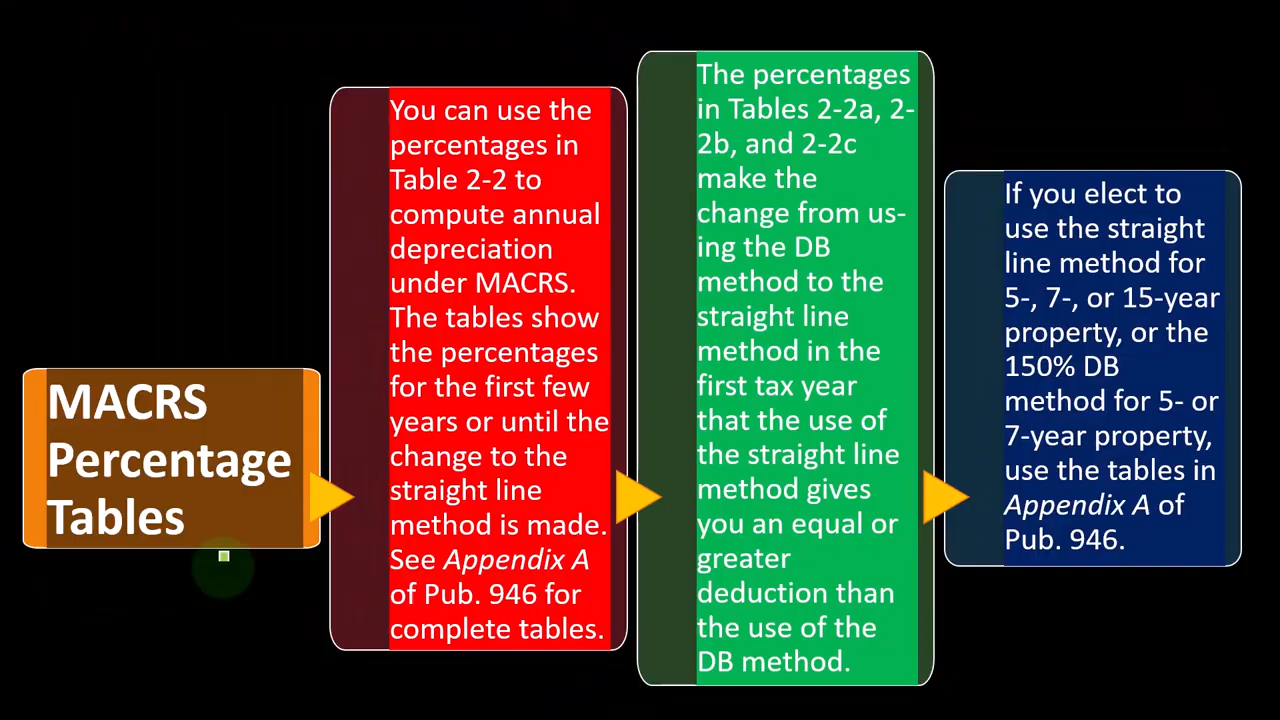 MACRS
Percentage
Tables
You can use the
percentages in
Table 2-2 to
compute annual
depreciation
under MACRS.
The tables show
the percentages
for the first few
years or until the
change to the
straight line
method is made.
See Appendix A
of Pub. 946 for
complete tables.
The percentages
in Tables 2-2a, 2-
2b, and 2-2c
make the
change from us-
ing the DB
method to the
straight line
method in the
first tax year
that the use of
the straight line
method gives
you an equal or
greater
deduction than
the use of the
DB method.
If you elect to
use the straight
line method for
5-, 7-, or 15-year
property, or the
150% DB
method for 5- or
7-year property,
use the tables in
Appendix A of
Pub. 946.